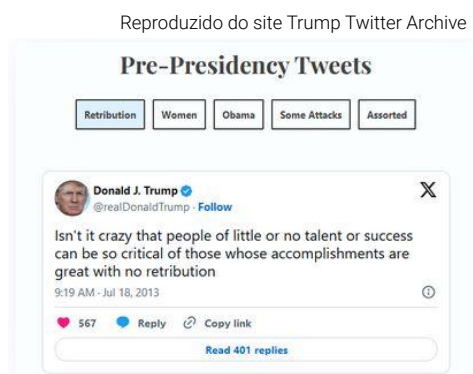 Reproduzido do site Trump Twitter Archive
Pre-Presidency Tweets
Retribution Women Obama Some Attacks Assorted
Donald J. Trump
@realDonaldTrump · Follow
Isn't it crazy that people of little or no talent or success
can be so critical of those whose accomplishments are
great with no retribution
9:19 AM · Jul 18, 2013
567 Reply Copy link
Read 401 replies